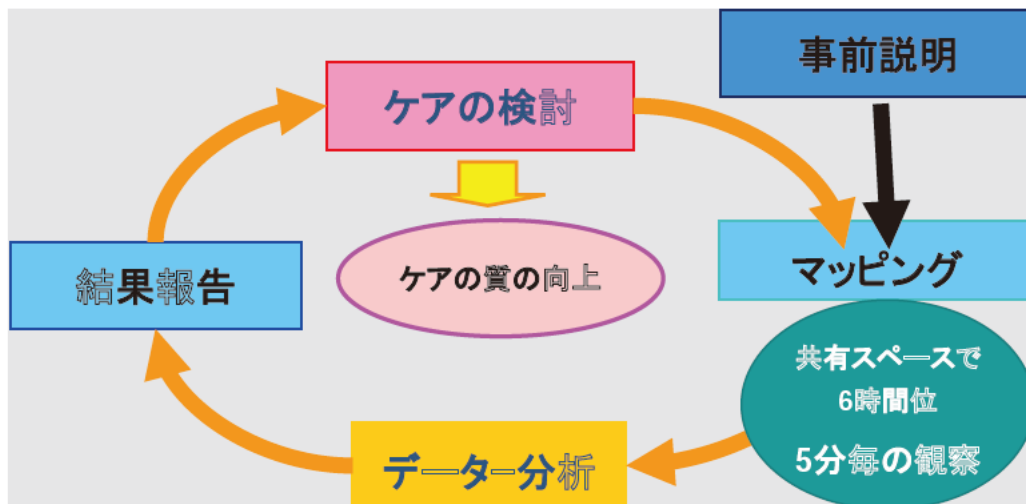 事前説明
ケアの検討
マッピング
ケアの質の向上
結果報告
共有スペースで
6時間位
5分毎の観察
データー分析